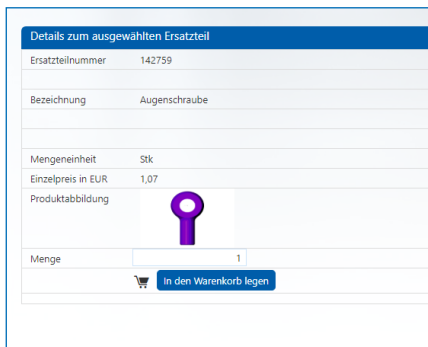 Details zum ausgewählten Ersatzteil
Ersatzteilnummer 142759
Bezeichnung Augenschraube
Mengeneinheit Stk
Einzelpreis in EUR 1,07
Produktabbildung
Menge 1
In den Warenkorb legen